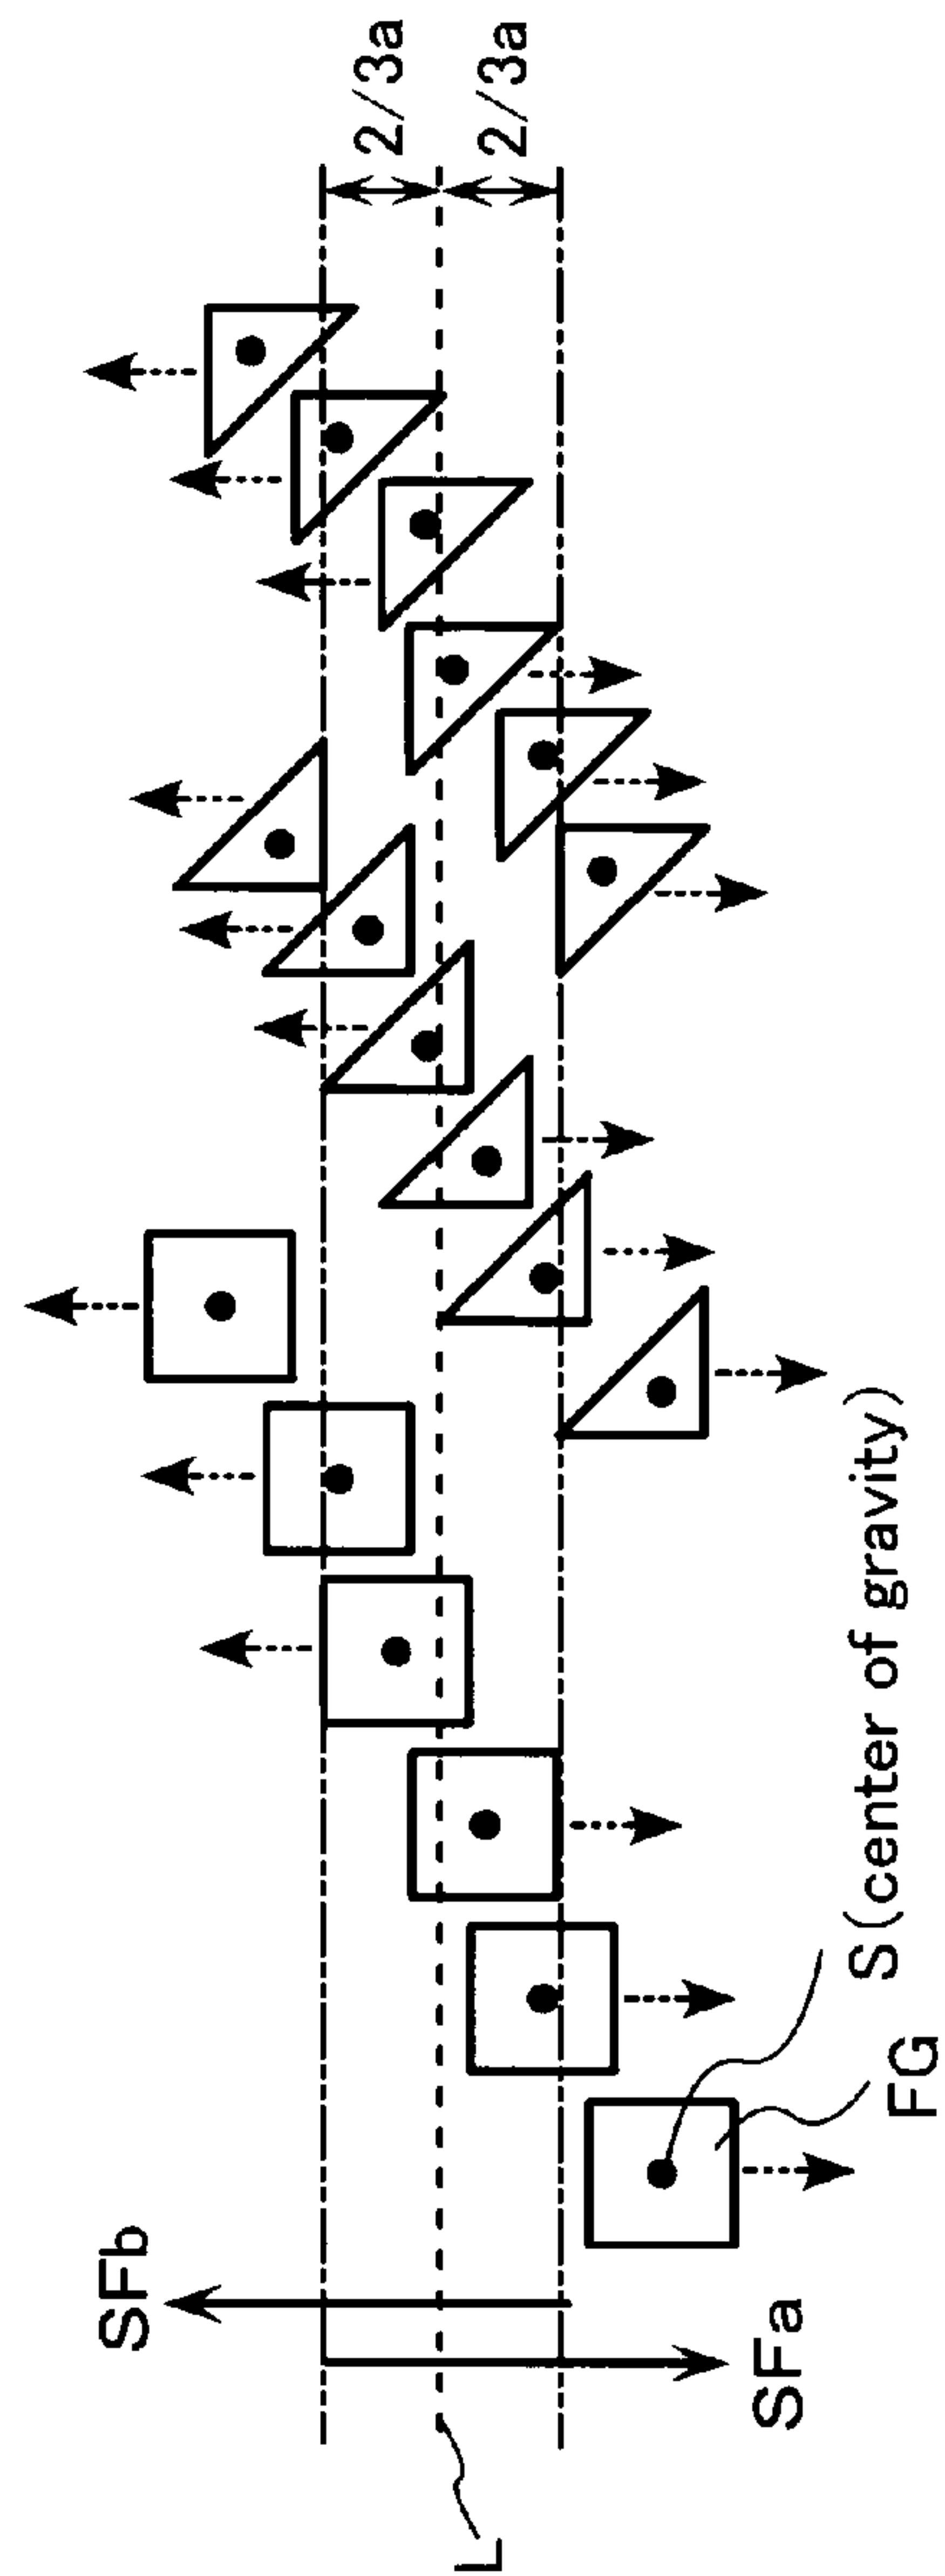 SFb
SFa
L
S(center of gravity)
FG
2/3a
2/3a